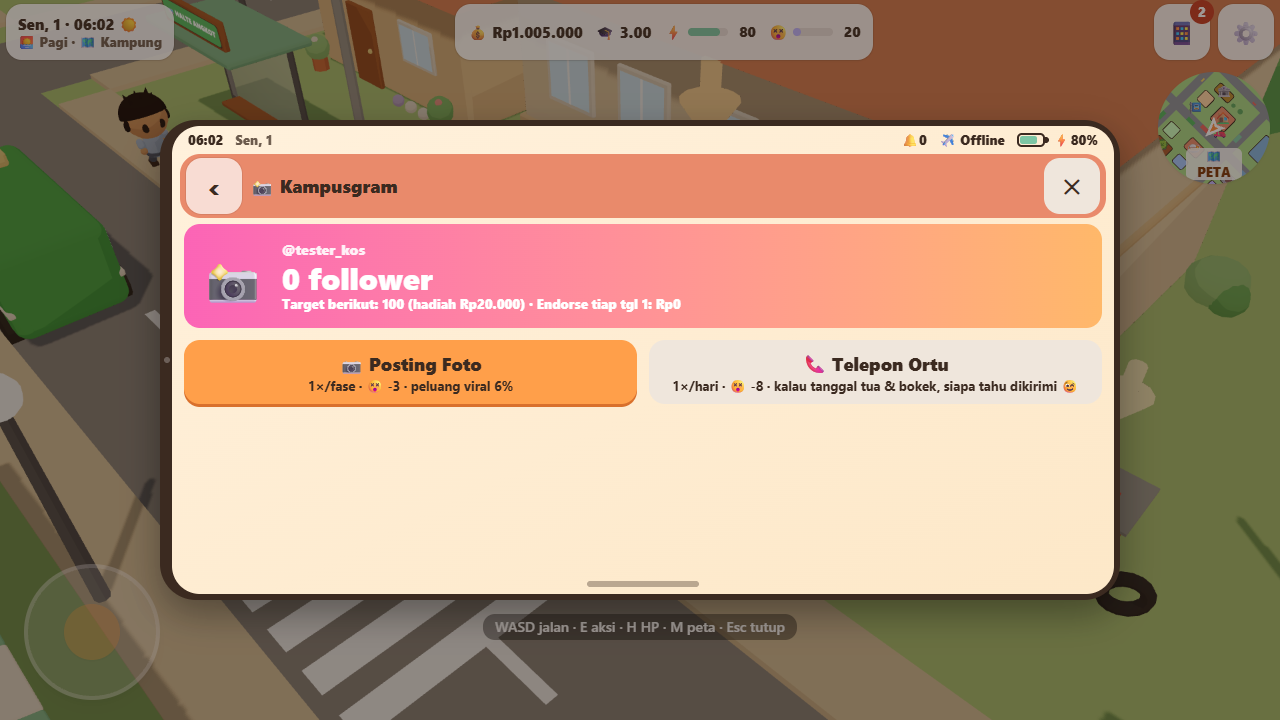 Sen, 1 · 06:02
Pagi · Kampung
HALTE ANGKOT
Rp1.005.000 3.00 80 20
2
06:02 Sen, 1
0 Offline 80%
‹ Kampusgram ×
@tester_kos
0 follower
Target berikut: 100 (hadiah Rp20.000) · Endorse tiap tgl 1: Rp0
Posting Foto
1×/fase · -3 · peluang viral 6%
Telepon Ortu
1×/hari · -8 · kalau tanggal tua & bokek, siapa tahu dikirimi
PETA
WASD jalan · E aksi · H HP · M peta · Esc tutup